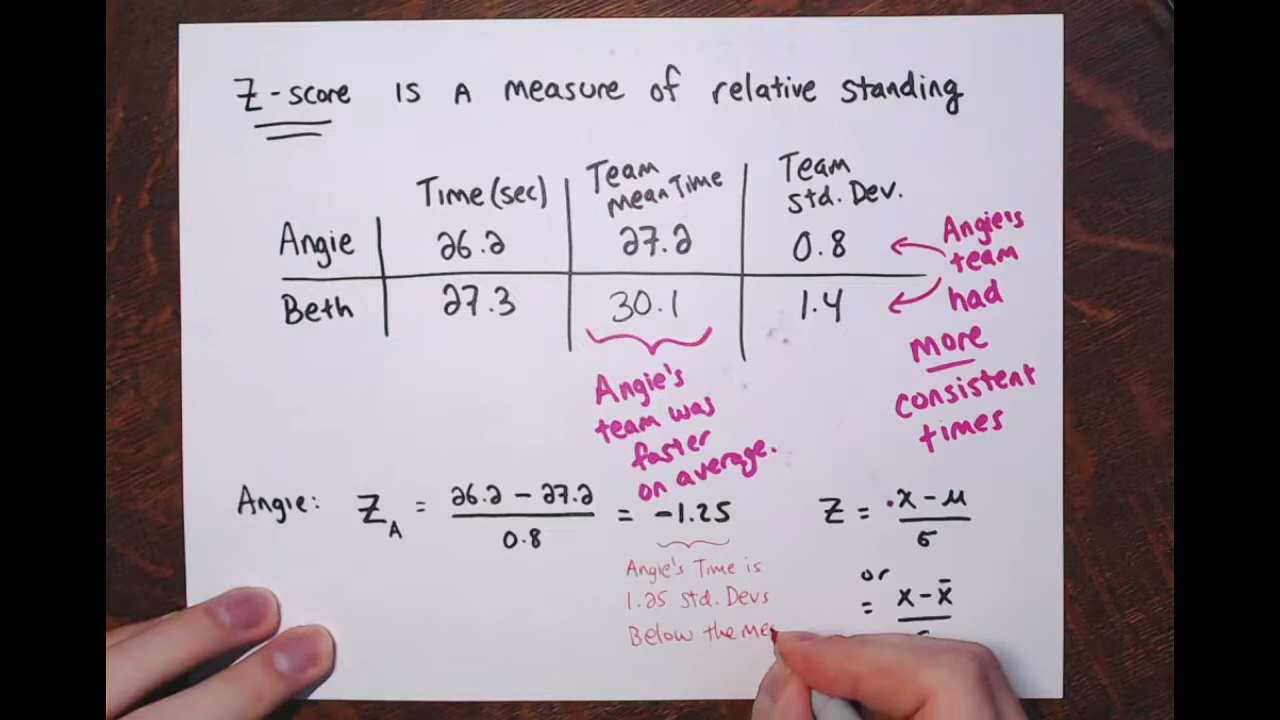 Z-score IS A measure of relative standing
Time (sec)
Team
mean Time
Team
std. Dev.
Angie
26.2
27.2
0.8
Beth
27.3
30.1
1.4
Angie's
team
had
more
consistent
times
Angie's
team was
faster
on average.
Angie: Z_A = (26.2 - 27.2) / 0.8 = -1.25
Angie's Time is
1.25 std. Devs
Below the
Z = (x - μ) / σ
or
= (x - x̄) /